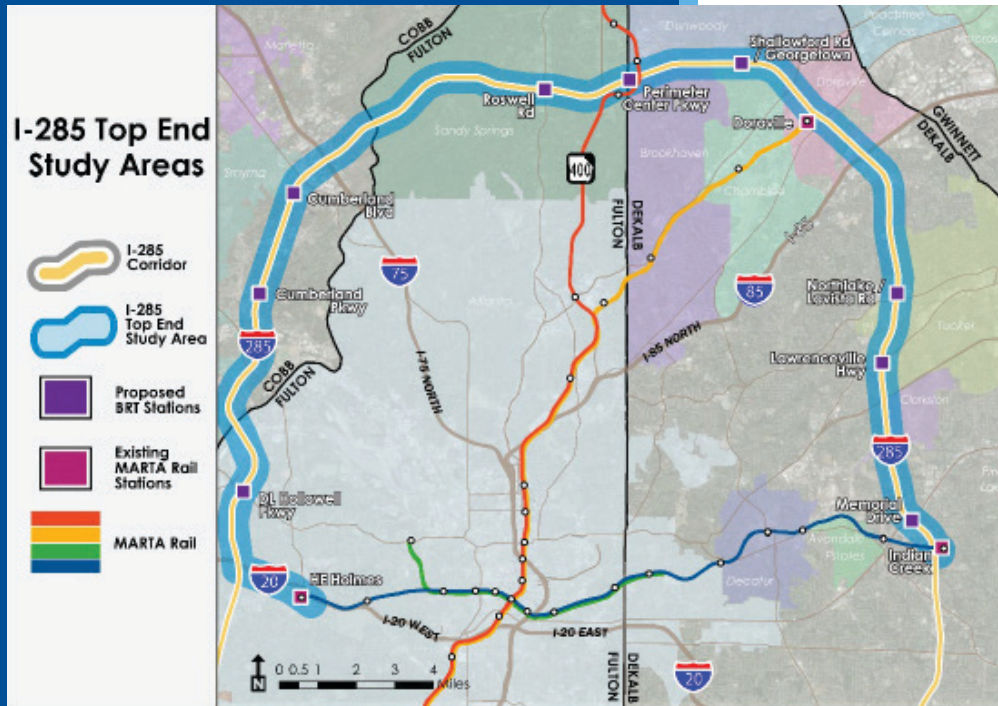 I-285 Top End
Study Areas
I-285
Corridor
I-285
Top End
Study Area
Proposed
BRT Stations
Existing
MARTA Rail
Stations
MARTA Rail
COBB
FULTON
Marietta
Dunwoody
Peachtree
Corners
Shallowford Rd
/ Georgetown
Roswell
Rd
Perimeter
Center Pkwy
Doraville
Doraville
Sandy Springs
GWINNETT
DEKALB
Brookhaven
400
Chamblee
Smyrna
Cumberland
Blvd
DEKALB
FULTON
I-85
75
Cumberland
Pkwy
Atlanta
85
Northlake /
Lavista Rd
Tucker
285
I-85 NORTH
Lawrenceville
Hwy
COBB
FULTON
I-75 NORTH
Clarkston
285
DL Hollowell
Pkwy
Memorial
Drive
Avondale
Estates
Indian
Creek
20
HE Holmes
Decatur
I-20 WEST
I-20 EAST
N
0 0.5 1 2 3 4
Miles
DEKALB
FULTON
20